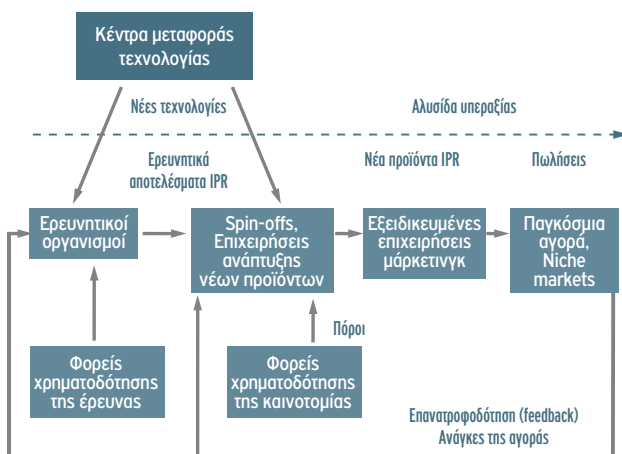 Κέντρα μεταφοράς
τεχνολογίας
Νέες τεχνολογίες
Αλυσίδα υπεραξίας
Ερευνητικά
αποτελέσματα IPR
Νέα προϊόντα IPR
Πωλήσεις
Ερευνητικοί
οργανισμοί
Spin-offs,
Επιχειρήσεις
ανάπτυξης
νέων προϊόντων
Εξειδικευμένες
επιχειρήσεις
μάρκετινγκ
Παγκόσμια
αγορά,
Niche
markets
Πόροι
Φορείς
χρηματοδότησης
της έρευνας
Φορείς
χρηματοδότησης
της καινοτομίας
Επανατροφοδότηση (feedback)
Ανάγκες της αγοράς